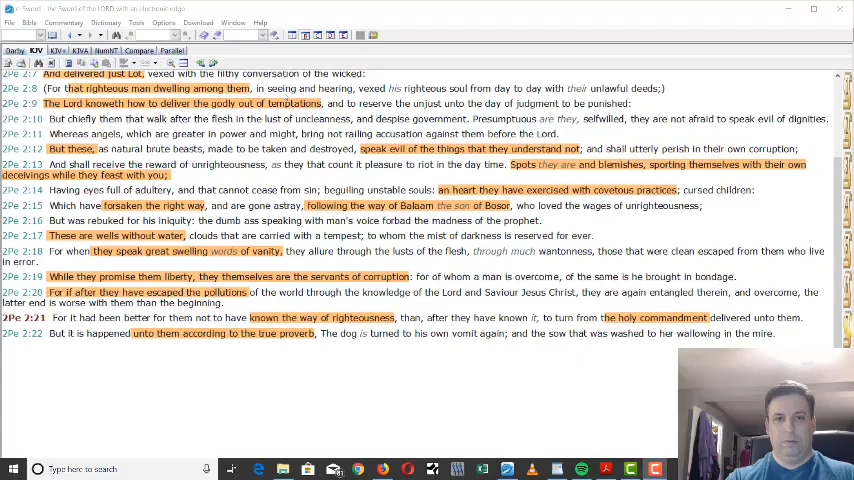 e-Sword: the Sword of the LORD with an electronic edge
File Bible Commentary Dictionary Tools Options Download Window Help
Darby KJV KJV+ KJVA NumNT Compare Parallel
2Pe 2:7 And delivered just Lot, vexed with the filthy conversation of the wicked:
2Pe 2:8 (For that righteous man dwelling among them, in seeing and hearing, vexed his righteous soul from day to day with their unlawful deeds;)
2Pe 2:9 The Lord knoweth how to deliver the godly out of temptations, and to reserve the unjust unto the day of judgment to be punished:
2Pe 2:10 But chiefly them that walk after the flesh in the lust of uncleanness, and despise government. Presumptuous are they, selfwilled, they are not afraid to speak evil of dignities.
2Pe 2:11 Whereas angels, which are greater in power and might, bring not railing accusation against them before the Lord.
2Pe 2:12 But these, as natural brute beasts, made to be taken and destroyed, speak evil of the things that they understand not; and shall utterly perish in their own corruption;
2Pe 2:13 And shall receive the reward of unrighteousness, as they that count it pleasure to riot in the day time. Spots they are and blemishes, sporting themselves with their own
deceivings while they feast with you;
2Pe 2:14 Having eyes full of adultery, and that cannot cease from sin; beguiling unstable souls: an heart they have exercised with covetous practices; cursed children:
2Pe 2:15 Which have forsaken the right way, and are gone astray, following the way of Balaam the son of Bosor, who loved the wages of unrighteousness;
2Pe 2:16 But was rebuked for his iniquity: the dumb ass speaking with man's voice forbad the madness of the prophet.
2Pe 2:17 These are wells without water, clouds that are carried with a tempest; to whom the mist of darkness is reserved for ever.
2Pe 2:18 For when they speak great swelling words of vanity, they allure through the lusts of the flesh, through much wantonness, those that were clean escaped from them who live
in error.
2Pe 2:19 While they promise them liberty, they themselves are the servants of corruption: for of whom a man is overcome, of the same is he brought in bondage.
2Pe 2:20 For if after they have escaped the pollutions of the world through the knowledge of the Lord and Saviour Jesus Christ, they are again entangled therein, and overcome, the
latter end is worse with them than the beginning.
2Pe 2:21 For it had been better for them not to have known the way of righteousness, than, after they have known it, to turn from the holy commandment delivered unto them.
2Pe 2:22 But it is happened unto them according to the true proverb, The dog is turned to his own vomit again; and the sow that was washed to her wallowing in the mire.
Type here to search